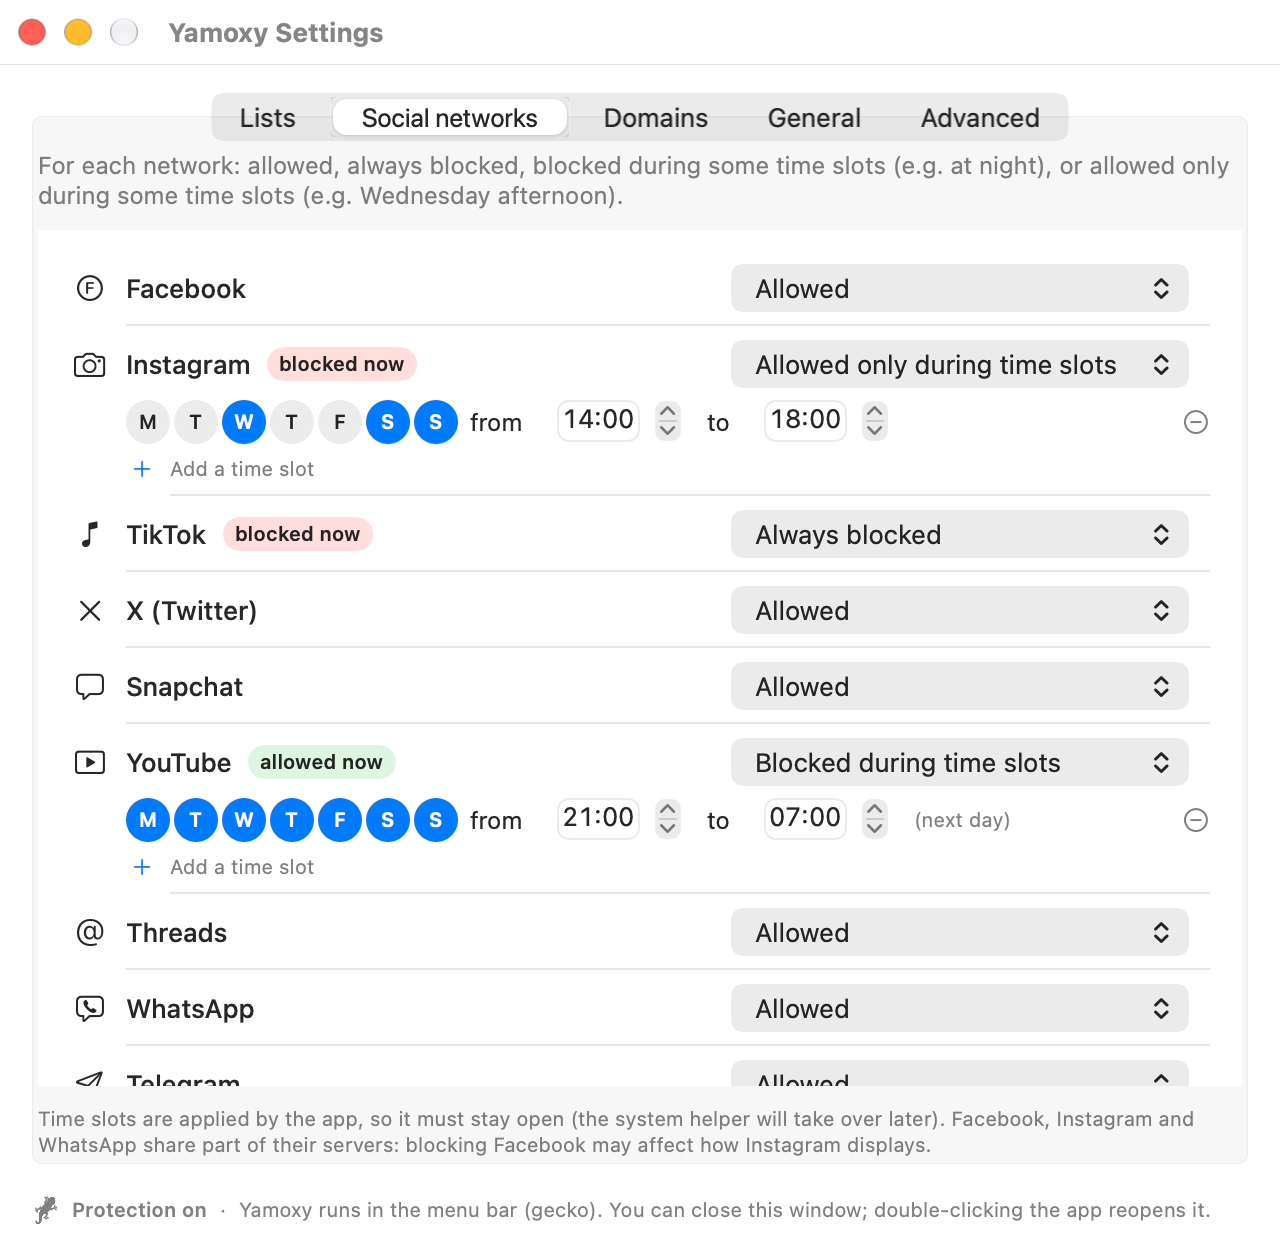 Yamoxy Settings
Lists Social networks Domains General Advanced
For each network: allowed, always blocked, blocked during some time slots (e.g. at night), or allowed only
during some time slots (e.g. Wednesday afternoon).
F Facebook Allowed
Instagram blocked now Allowed only during time slots
M T W T F S S from 14:00 to 18:00
+ Add a time slot
TikTok blocked now Always blocked
X (Twitter) Allowed
Snapchat Allowed
YouTube allowed now Blocked during time slots
M T W T F S S from 21:00 to 07:00 (next day)
+ Add a time slot
@ Threads Allowed
WhatsApp Allowed
Telegram Allowed
Time slots are applied by the app, so it must stay open (the system helper will take over later). Facebook, Instagram and
WhatsApp share part of their servers: blocking Facebook may affect how Instagram displays.
Protection on · Yamoxy runs in the menu bar (gecko). You can close this window; double-clicking the app reopens it.